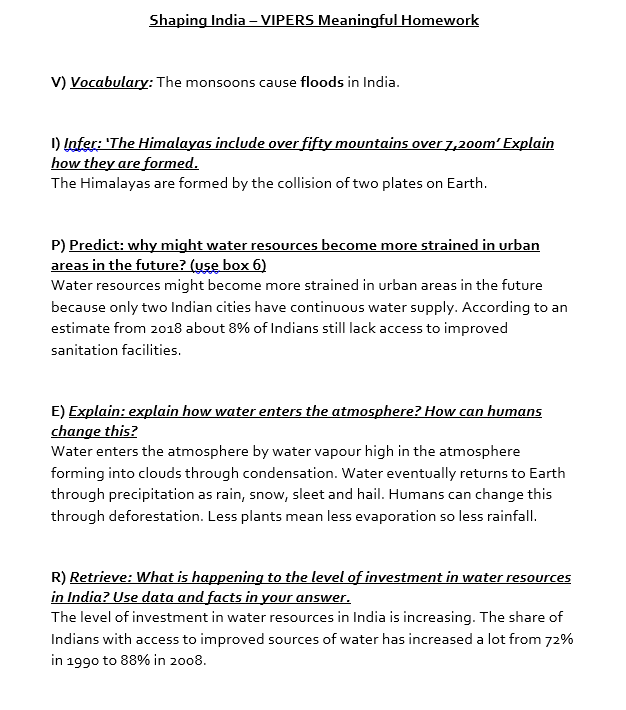 Shaping India – VIPERS Meaningful Homework
V) Vocabulary: The monsoons cause floods in India.
I) Infer: ‘The Himalayas include over fifty mountains over 7,200m’ Explain
how they are formed.
The Himalayas are formed by the collision of two plates on Earth.
P) Predict: why might water resources become more strained in urban
areas in the future? (use box 6)
Water resources might become more strained in urban areas in the future
because only two Indian cities have continuous water supply. According to an
estimate from 2018 about 8% of Indians still lack access to improved
sanitation facilities.
E) Explain: explain how water enters the atmosphere? How can humans
change this?
Water enters the atmosphere by water vapour high in the atmosphere
forming into clouds through condensation. Water eventually returns to Earth
through precipitation as rain, snow, sleet and hail. Humans can change this
through deforestation. Less plants mean less evaporation so less rainfall.
R) Retrieve: What is happening to the level of investment in water resources
in India? Use data and facts in your answer.
The level of investment in water resources in India is increasing. The share of
Indians with access to improved sources of water has increased a lot from 72%
in 1990 to 88% in 2008.